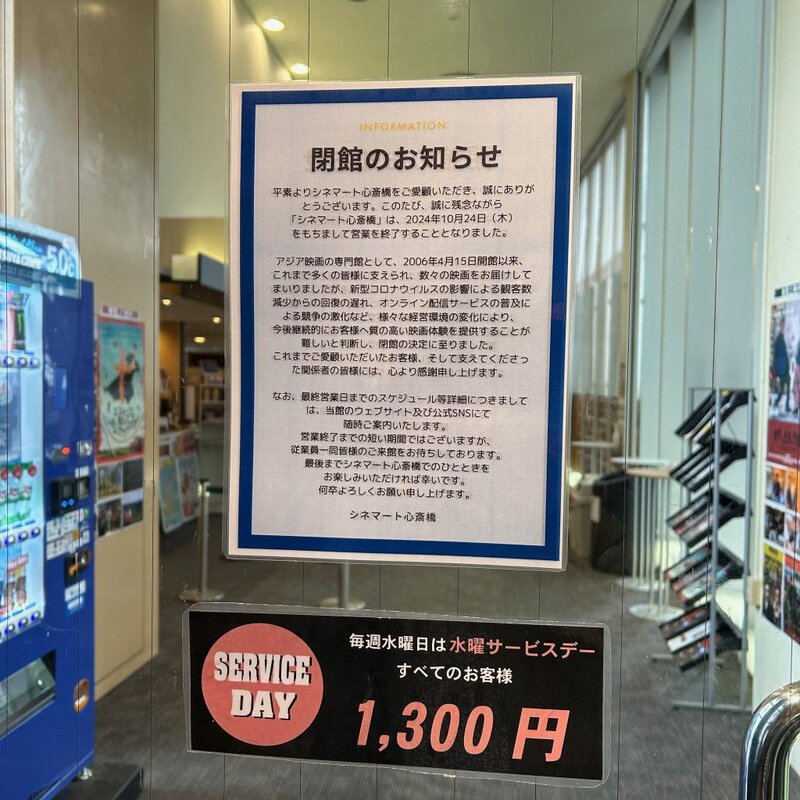 INFORMATION
閉館のお知らせ
平素よりシネマート心斎橋をご愛顧いただき、誠にありが
とうございます。このたび、誠に残念ながら
「シネマート心斎橋」は、2024年10月24日（木）
をもちまして営業を終了することとなりました。
アジア映画の専門館として、2006年4月15日開館以来、
これまで多くの皆様に支えられ、数々の映画をお届けして
まいりましたが、新型コロナウイルスの影響による観客数
減少からの回復の遅れ、オンライン配信サービスの普及に
よる競争の激化など、様々な経営環境の変化により、
今後継続的にお客様へ質の高い映画体験を提供することが
難しいと判断し、閉館の決定に至りました。
これまでご愛顧いただいたお客様、そして支えてくださっ
た関係者の皆様には、心より感謝申し上げます。
なお、最終営業日までのスケジュール等詳細につきまして
は、当館のウェブサイト及び公式SNSにて
随時ご案内いたします。
営業終了までの短い期間ではございますが、
従業員一同皆様のご来館をお待ちしております。
最後までシネマート心斎橋でのひとときを
お楽しみいただければ幸いです。
何卒よろしくお願い申し上げます。
シネマート心斎橋
SERVICE
DAY
毎週水曜日は水曜サービスデー
すべてのお客様
1,300円